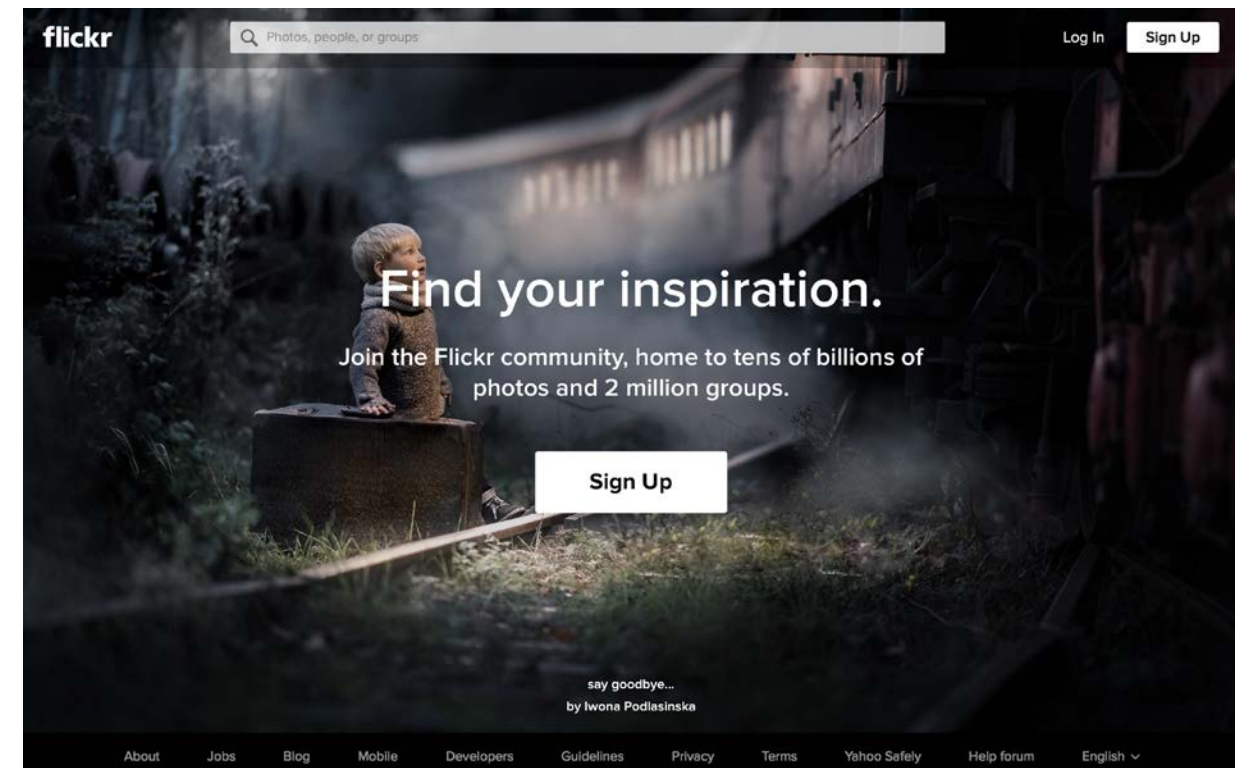 flickr
Photos, people, or groups
Log In
Sign Up
Find your inspiration.
Join the Flickr community, home to tens of billions of
photos and 2 million groups.
Sign Up
say goodbye...
by Iwona Podlasinska
About Jobs Blog Mobile Developers Guidelines Privacy Terms Yahoo Safely Help forum English